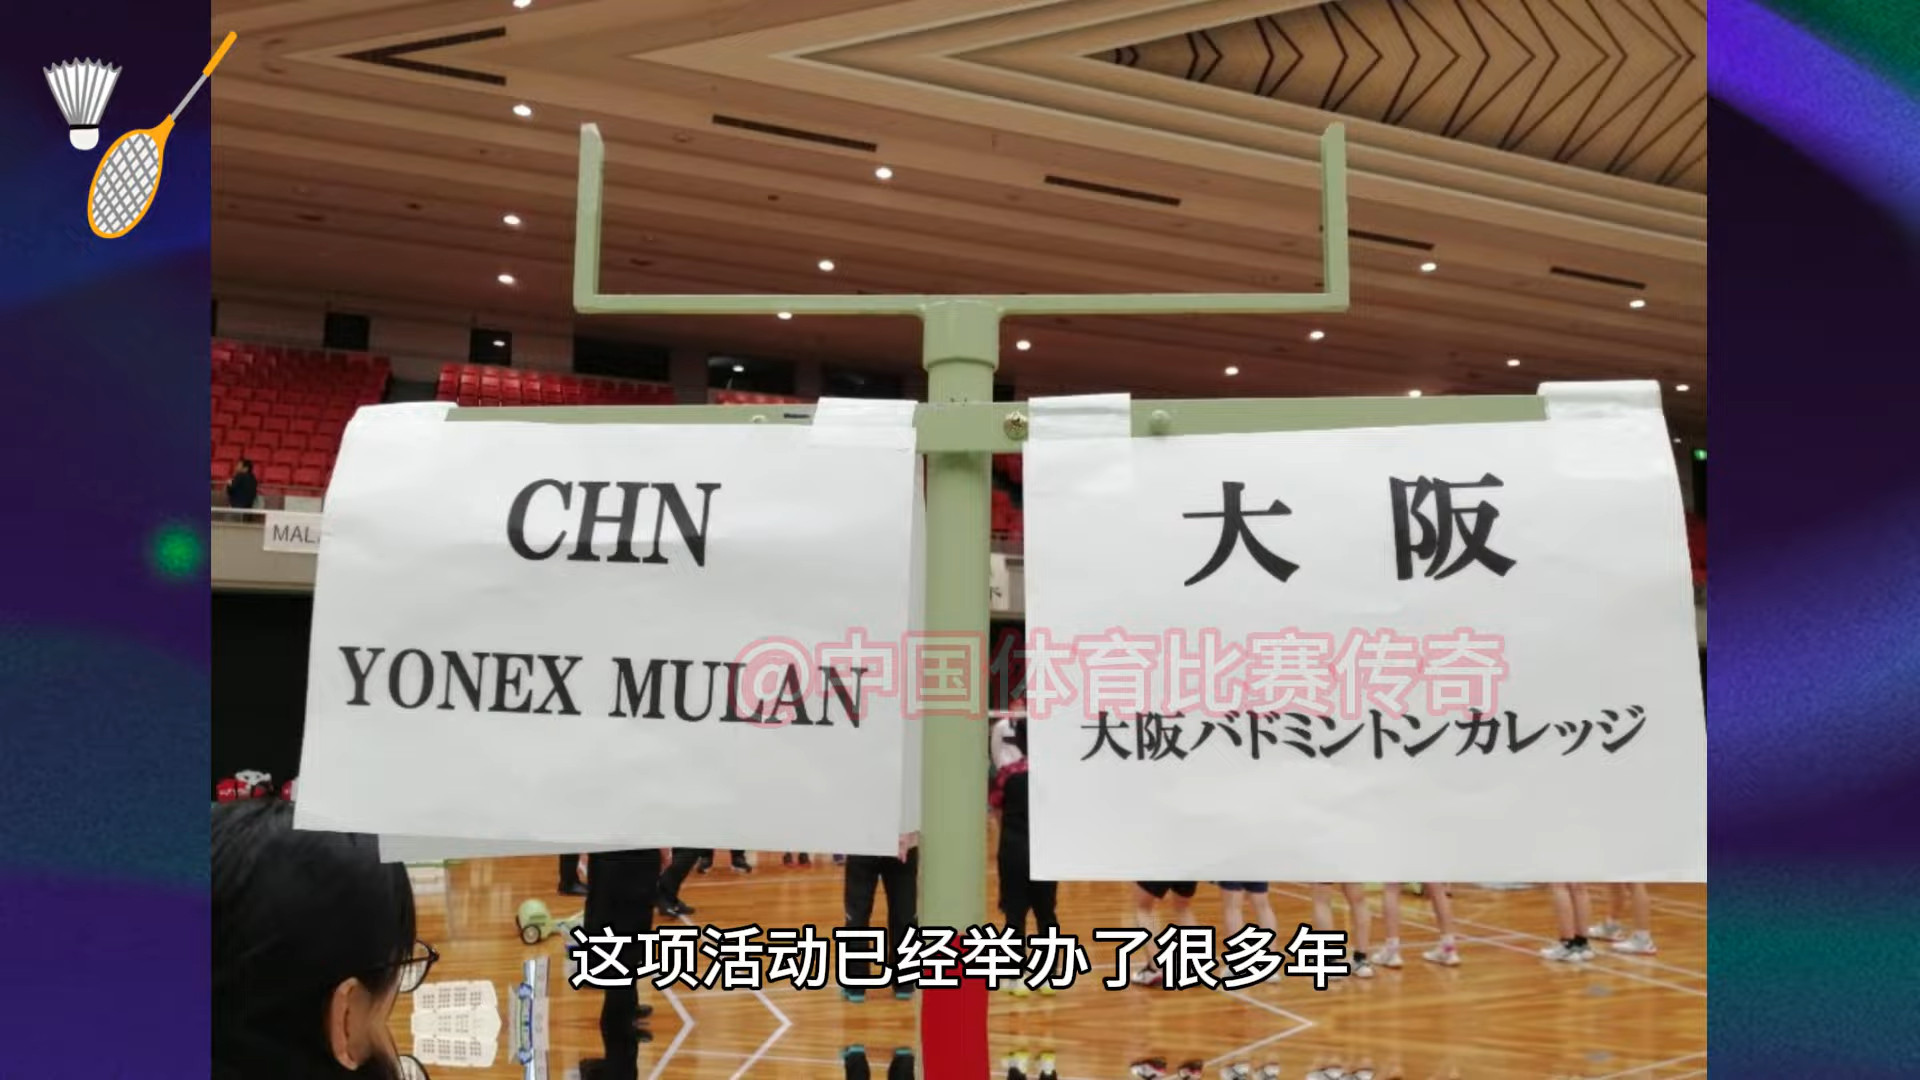 CHN
YONEX MULAN
大阪
大阪バドミントンカレッジ
MAL
@中国体育比赛传奇
这项活动已经举办了很多年